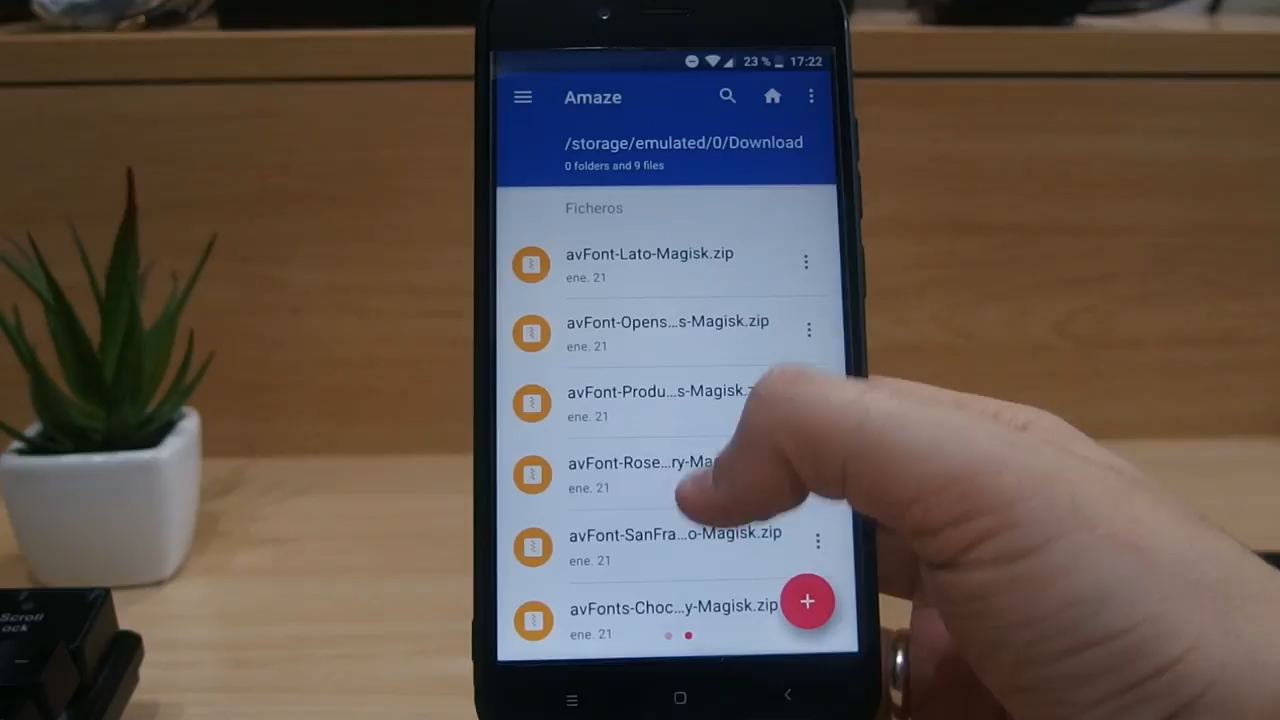 23 % 17:22
Amaze
/storage/emulated/0/Download
0 folders and 9 files
Ficheros
avFont-Lato-Magisk.zip
ene. 21
avFont-Opens...s-Magisk.zip
ene. 21
avFont-Produ...s-Magisk.
ene. 21
avFont-Rose...ry-Ma
ene. 21
avFont-SanFra...o-Magisk.zip
ene. 21
avFonts-Choc...y-Magisk.zip
ene. 21
Scroll
ock